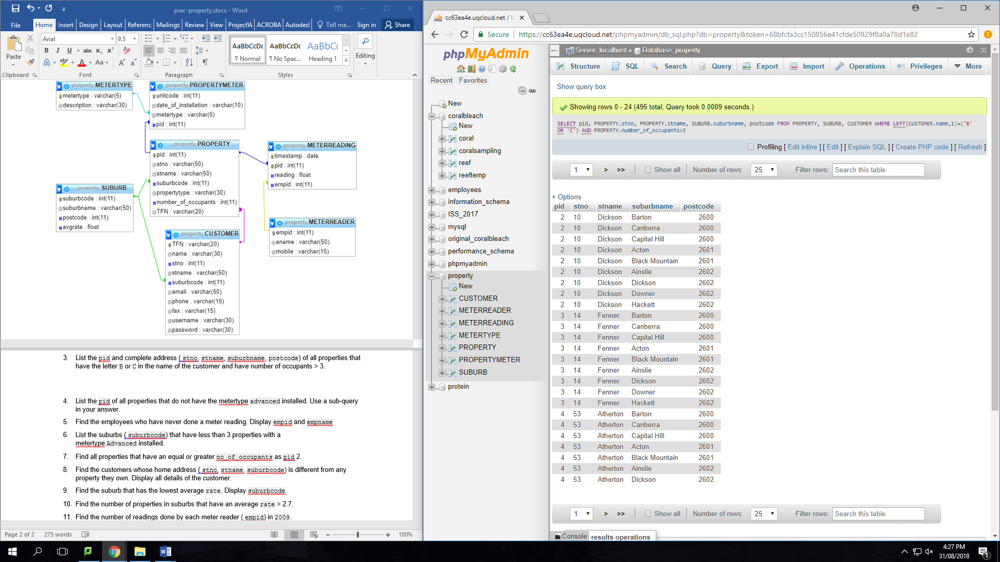 prac-property.docx - Word
File Home Insert Design Layout Referenc Mailings Review View ProjectW ACROBA Autodesl Tell me... Sign in Share
Paste
Clipboard
Arial 9.5
B I U abc x₂ x²
A ab A Aa A A
Font
Paragraph
AaBbCcDc AaBbCcDc AaBbCc
¶ Normal ¶ No Spac... Heading 1
Styles
Editing
property METERTYPE
metertype : varchar(5)
description : varchar(30)
property PROPERTYMETER
unitcode : int(11)
date_of_installation : varchar(10)
metertype : varchar(5)
# pid : int(11)
property PROPERTY
pid : int(11)
stno : varchar(50)
stname : varchar(50)
# suburbcode : int(11)
propertytype : varchar(30)
# number_of_occupants : int(11)
TFN : varchar(20)
property METERREADING
timestamp : date
pid : int(11)
# reading : float
# empid : int(11)
property SUBURB
suburbcode : int(11)
suburbname : varchar(50)
# postcode : int(11)
# avgrate : float
property METERREADER
empid : int(11)
ename : varchar(50)
mobile : varchar(15)
property CUSTOMER
TFN : varchar(20)
name : varchar(30)
# stno : int(11)
stname : varchar(50)
# suburbcode : int(11)
email : varchar(50)
phone : varchar(15)
fax : varchar(15)
username : varchar(30)
password : varchar(30)
3. List the pid and complete address ( stno, stname, suburbname, postcode) of all properties that
have the letter B or C in the name of the customer and have number of occupants > 3.
4. List the pid of all properties that do not have the metertype advanced installed. Use a sub-query
in your answer.
5. Find the employees who have never done a meter reading. Display empid and empname
6. List the suburbs ( suburbcode) that have less than 3 properties with a
metertype Advanced installed.
7. Find all properties that have an equal or greater no_of_occupants as pid 2.
8. Find the customers whose home address ( stno, stname, suburbcode) is different from any
property they own. Display all details of the customer.
9. Find the suburb that has the lowest average rate. Display suburbcode.
10. Find the number of properties in suburbs that have an average rate > 2.7.
11. Find the number of readings done by each meter reader ( empid) in 2009.
Page 2 of 2 275 words 100%
cc63ea4e.uqcloud.net / lc
Secure https://cc63ea4e.uqcloud.net/phpmyadmin/db_sql.php?db=property&token=68bfcfa3cc150856e41cfde50929f0a0a78d1e82
phpMyAdmin
Recent Favorites
New
coralbleach
New
coral
coralsampling
reef
reeftemp
employees
information_schema
ISS_2017
mysql
original_coralbleach
performance_schema
phpmyadmin
property
New
CUSTOMER
METERREADER
METERREADING
METERTYPE
PROPERTY
PROPERTYMETER
SUBURB
protein
Server: localhost » Database: property
Structure SQL Search Query Export Import Operations Privileges More
Show query box
Showing rows 0 - 24 (495 total, Query took 0.0009 seconds.)
SELECT pid, PROPERTY.stno, PROPERTY.stname, SUBURB.suburbname, postcode FROM PROPERTY, SUBURB, CUSTOMER WHERE LEFT(CUSTOMER.name,1)=('B'
OR 'C') AND PROPERTY.number_of_occupants>3
Profiling [ Edit inline ] [ Edit ] [ Explain SQL ] [ Create PHP code ] [ Refresh ]
1 > >> Show all Number of rows: 25 Filter rows: Search this table
+ Options
pid stno stname suburbname postcode
2 10 Dickson Barton 2600
2 10 Dickson Canberra 2600
2 10 Dickson Capital Hill 2600
2 10 Dickson Acton 2601
2 10 Dickson Black Mountain 2601
2 10 Dickson Ainslie 2602
2 10 Dickson Dickson 2602
2 10 Dickson Downer 2602
2 10 Dickson Hackett 2602
3 14 Fenner Barton 2600
3 14 Fenner Canberra 2600
3 14 Fenner Capital Hill 2600
3 14 Fenner Acton 2601
3 14 Fenner Black Mountain 2601
3 14 Fenner Ainslie 2602
3 14 Fenner Dickson 2602
3 14 Fenner Downer 2602
3 14 Fenner Hackett 2602
4 53 Atherton Barton 2600
4 53 Atherton Canberra 2600
4 53 Atherton Capital Hill 2600
4 53 Atherton Acton 2601
4 53 Atherton Black Mountain 2601
4 53 Atherton Ainslie 2602
4 53 Atherton Dickson 2602
1 > >> Show all Number of rows: 25 Filter rows: Search this table
Console results operations
4:27 PM
31/08/2018
1